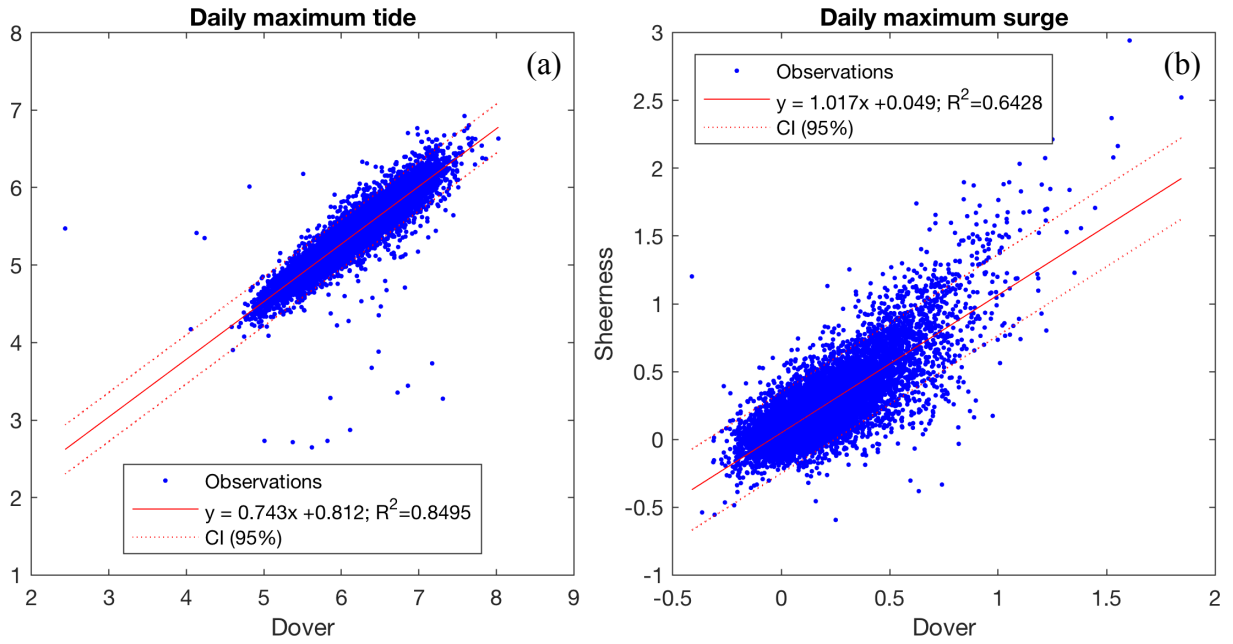 Daily maximum tide
(a)
8
7
6
5
4
3
2
1
Observations
y = 0.743x +0.812; R²=0.8495
CI (95%)
2 3 4 5 6 7 8 9
Dover
Daily maximum surge
(b)
Observations
y = 1.017x +0.049; R²=0.6428
CI (95%)
Sheerness
3
2.5
2
1.5
1
0.5
0
-0.5
-1
-0.5 0 0.5 1 1.5 2
Dover